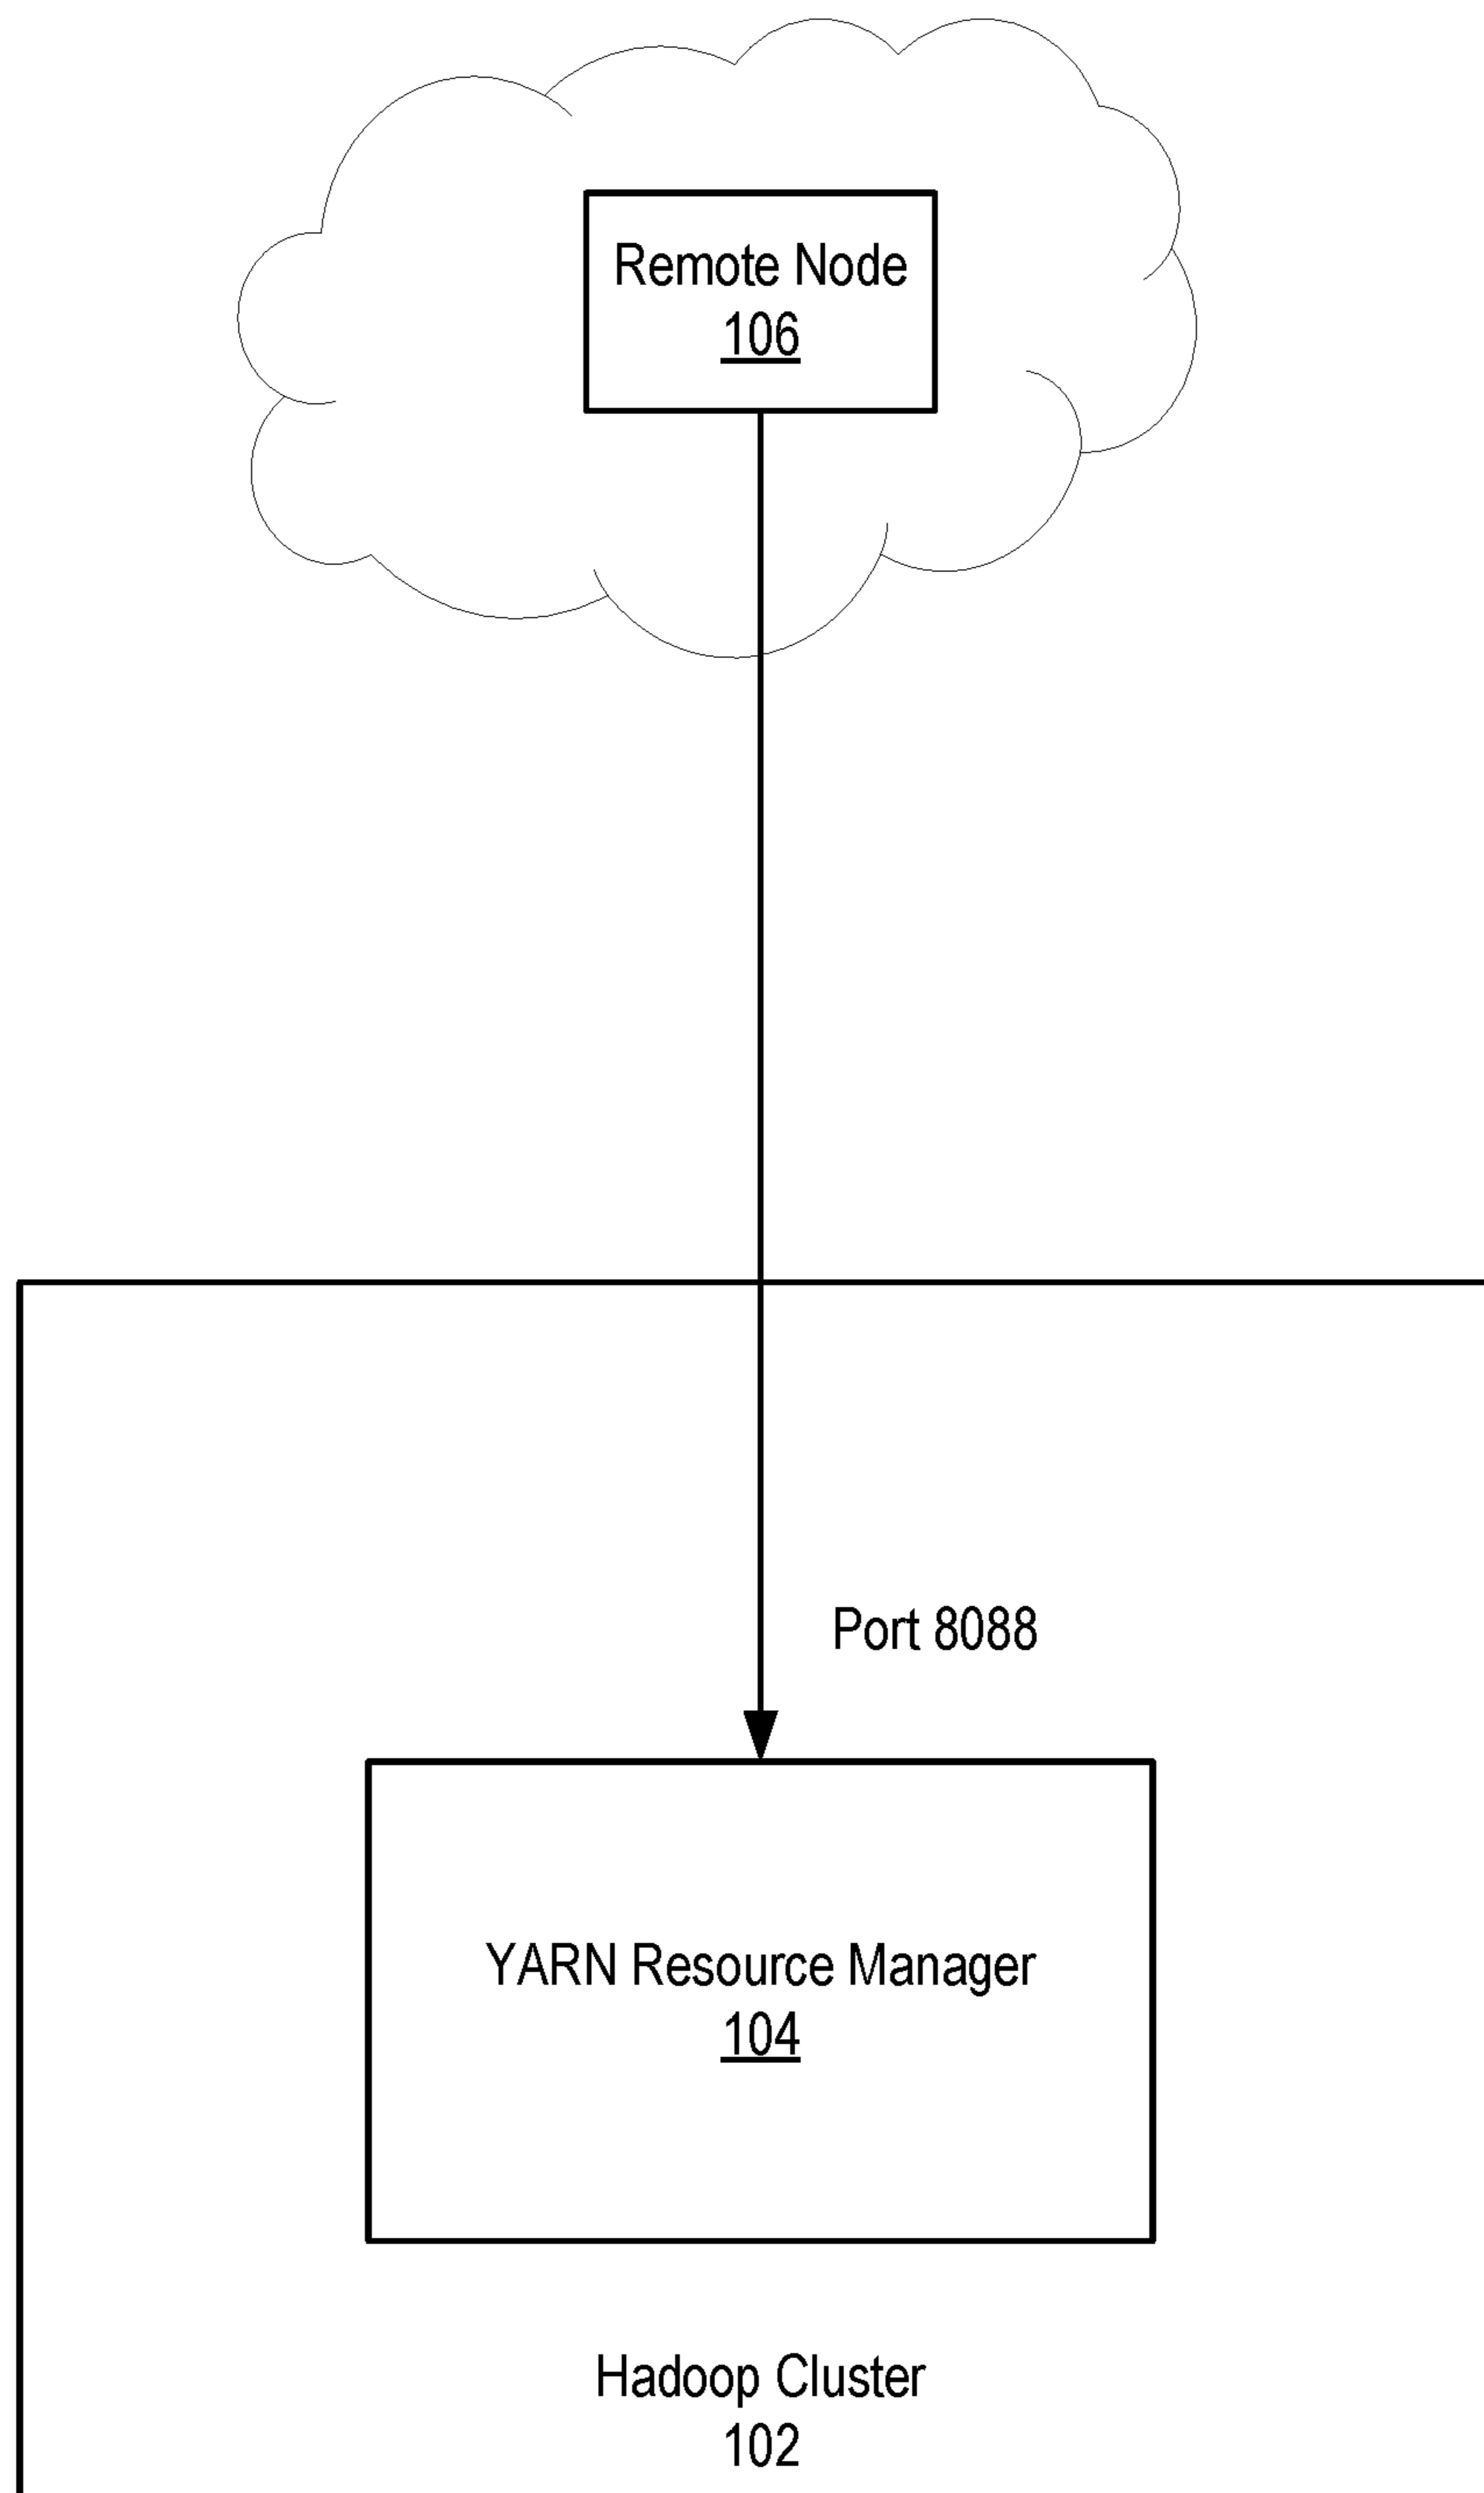 Remote Node
106
Port 8088
YARN Resource Manager
104
Hadoop Cluster
102